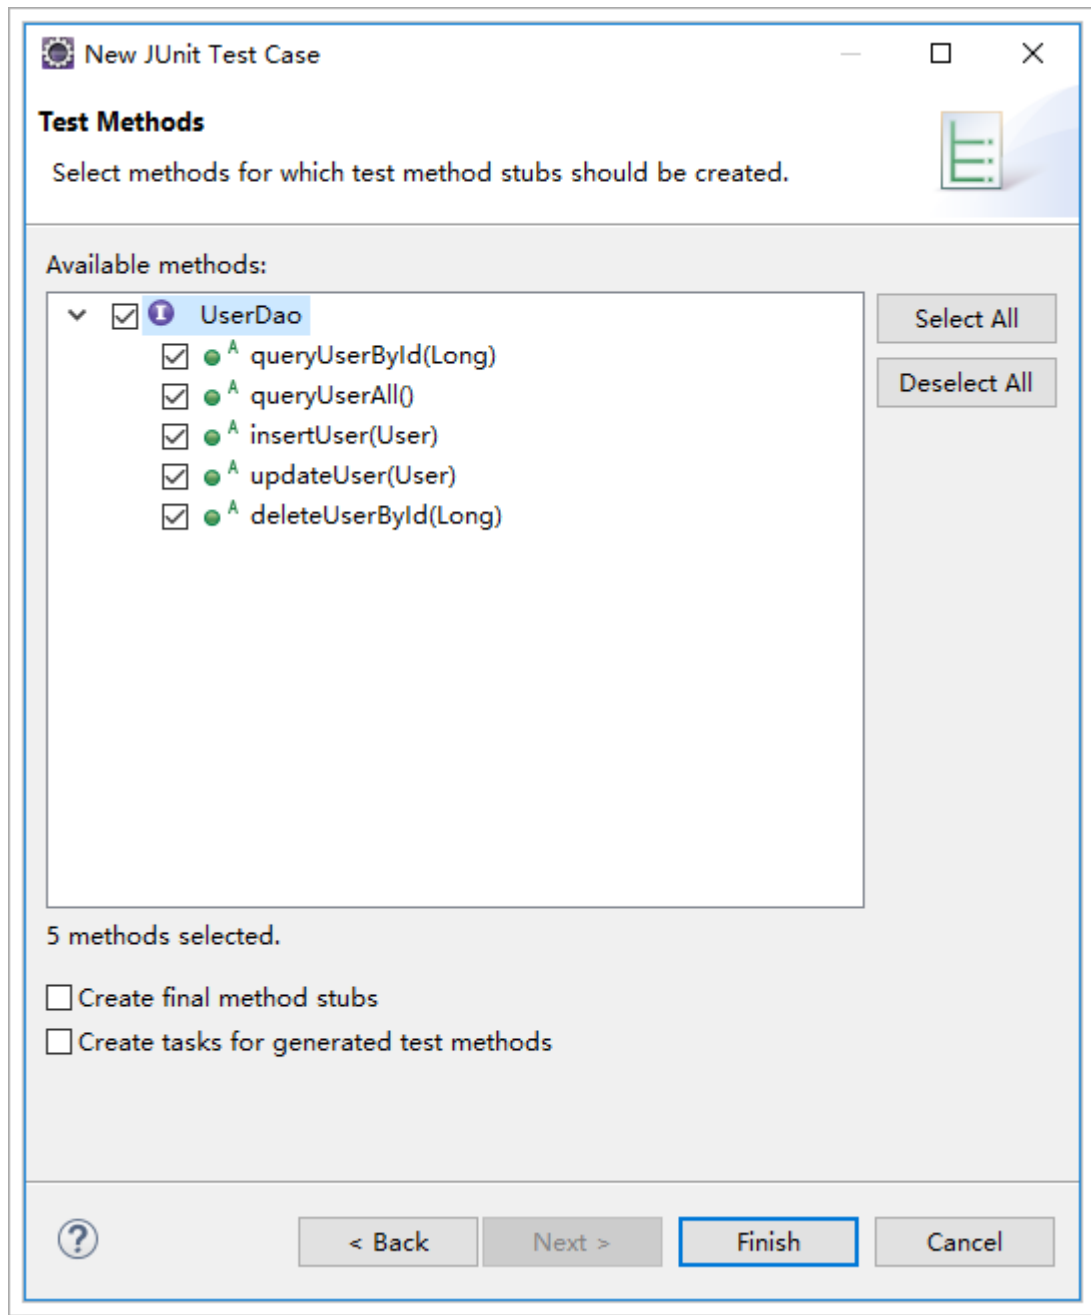 New JUnit Test Case
Test Methods
Select methods for which test method stubs should be created.
Available methods:
UserDao
queryUserById(Long)
queryUserAll()
insertUser(User)
updateUser(User)
deleteUserById(Long)
Select All
Deselect All
5 methods selected.
Create final method stubs
Create tasks for generated test methods
< Back
Next >
Finish
Cancel